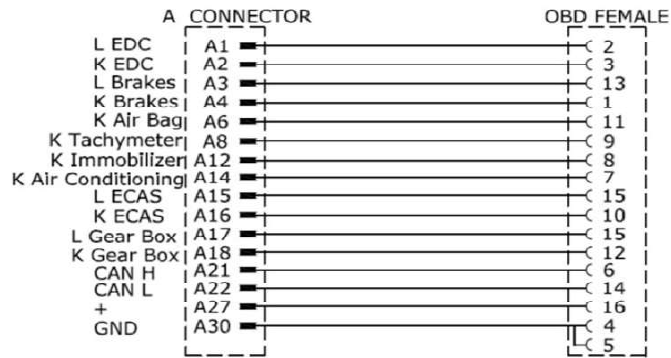 A CONNECTOR OBD FEMALE
L EDC A1 2
K EDC A2 3
L Brakes A3 13
K Brakes A4 1
K Air Bag A6 11
K Tachymeter A8 9
K Immobilizer A12 8
K Air Conditioning A14 7
L ECAS A15 15
K ECAS A16 10
L Gear Box A17 15
K Gear Box A18 12
CAN H A21 6
CAN L A22 14
+ A27 16
GND A30 4
5